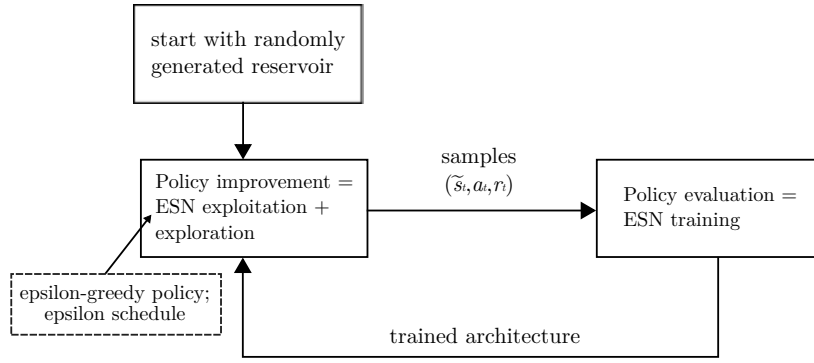 start with randomly
generated reservoir
samples
(s̃ₜ,aₜ,rₜ)
Policy improvement =
ESN exploitation +
exploration
Policy evaluation =
ESN training
epsilon-greedy policy;
epsilon schedule
trained architecture